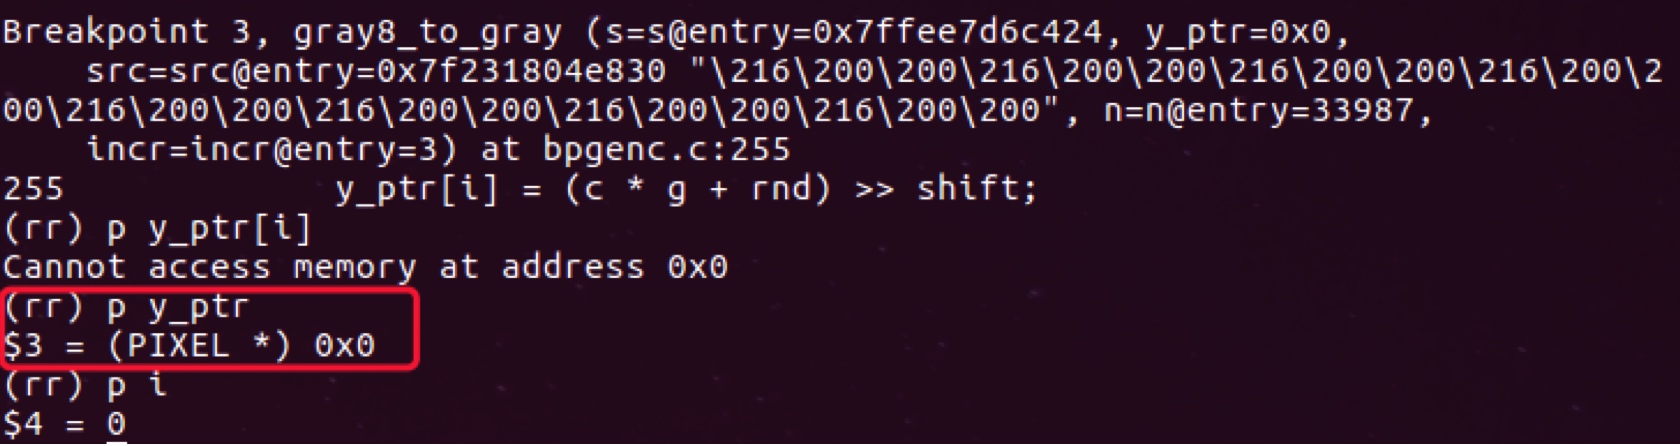 Breakpoint 3, gray8_to_gray (s=s@entry=0x7ffee7d6c424, y_ptr=0x0,
    src=src@entry=0x7f231804e830 "\216\200\200\216\200\200\216\200\200\216\200\2
00\216\200\200\216\200\200\216\200\200\216\200\200", n=n@entry=33987,
    incr=incr@entry=3) at bpgenc.c:255
255             y_ptr[i] = (c * g + rnd) >> shift;
(rr) p y_ptr[i]
Cannot access memory at address 0x0
(rr) p y_ptr
$3 = (PIXEL *) 0x0
(rr) p i
$4 = 0